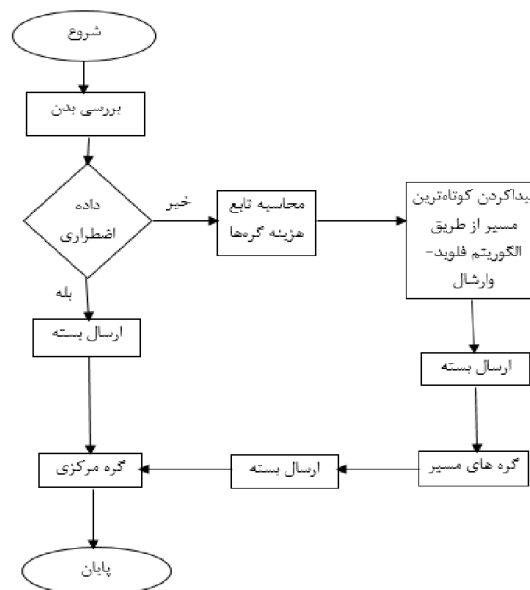 شروع
بررسی بدن
داده
اضطراری
خیر
محاسبه تابع
هزینه گره‌ها
پیداکردن کوتاه‌ترین
مسیر از طریق
الگوریتم فلوید-
وارشال
بله
ارسال بسته
ارسال بسته
گره های مسیر
ارسال بسته
گره مرکزی
پایان